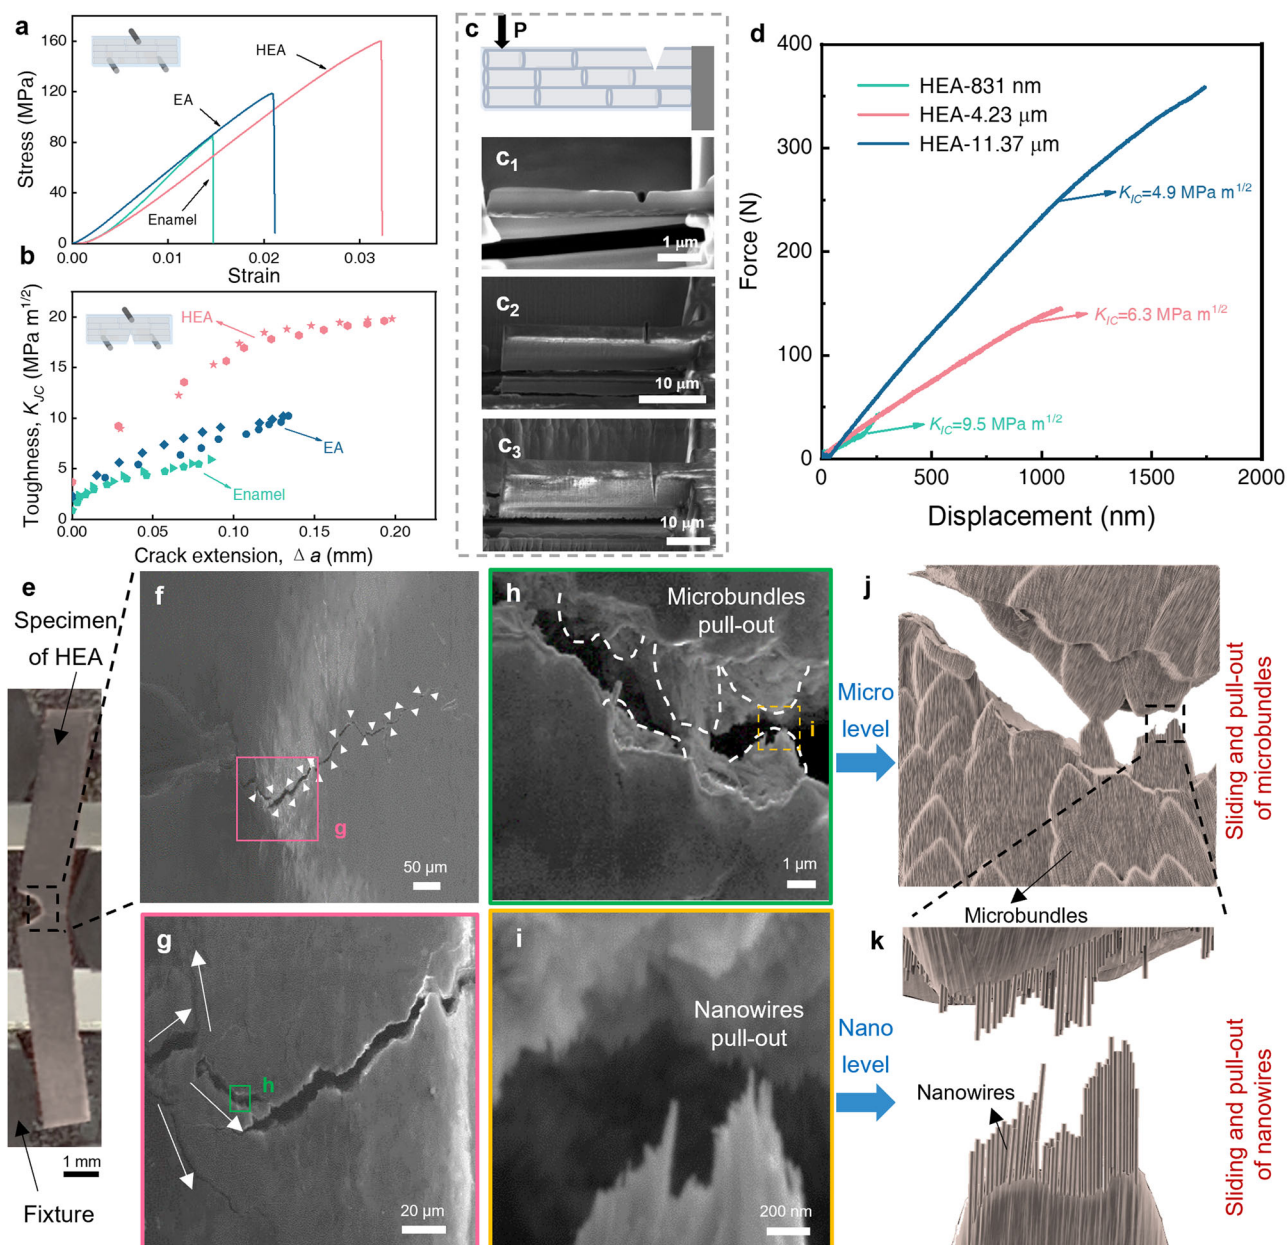 a
Stress (MPa)
160
120
80
40
0
0.00
0.01
0.02
0.03
Strain
HEA
EA
Enamel
b
Toughness, K_JC (MPa m^1/2)
25
20
15
10
5
0
0.00
0.05
0.10
0.15
0.20
Crack extension, Δ a (mm)
HEA
EA
Enamel
c
P
c1
1 μm
c2
10 μm
c3
10 μm
d
Force (N)
400
300
200
100
0
0
500
1000
1500
2000
Displacement (nm)
HEA-831 nm
HEA-4.23 μm
HEA-11.37 μm
K_IC=4.9 MPa m^1/2
K_IC=6.3 MPa m^1/2
K_IC=9.5 MPa m^1/2
e
Specimen
of HEA
1 mm
Fixture
f
g
50 μm
g
h
20 μm
h
Microbundles
pull-out
i
1 μm
i
Nanowires
pull-out
200 nm
Micro
level
Nano
level
j
Microbundles
Sliding and pull-out
of microbundles
k
Nanowires
Sliding and pull-out
of nanowires